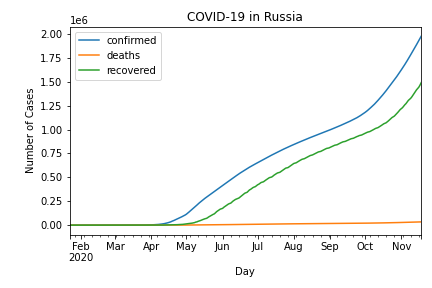 COVID-19 in Russia
1e6
confirmed
deaths
recovered
Number of Cases
2.00
1.75
1.50
1.25
1.00
0.75
0.50
0.25
0.00
Feb Mar Apr May Jun Jul Aug Sep Oct Nov
2020
Day